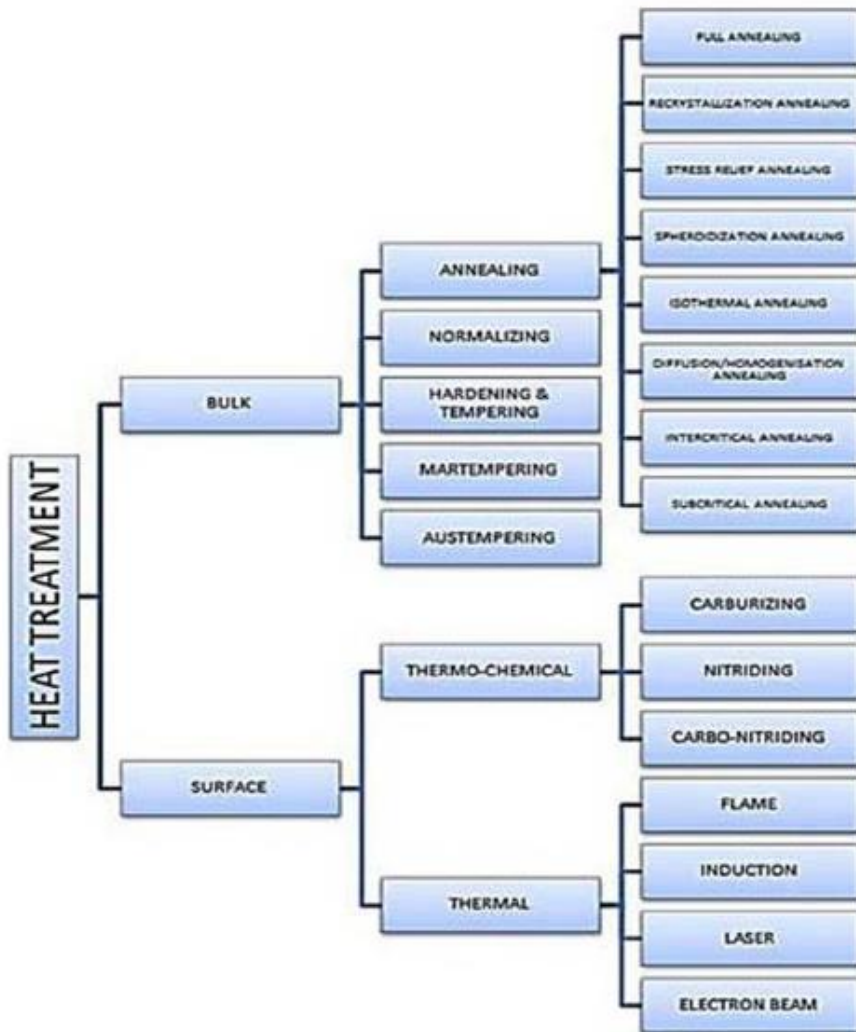 HEAT TREATMENT
BULK
ANNEALING
FULL ANNEALING
RECRYSTALLIZATION ANNEALING
STRESS RELIEF ANNEALING
SPHERIDIZATION ANNEALING
ISOTHERMAL ANNEALING
DIFFUSION/HOMOGENISATION
ANNEALING
INTERCRITICAL ANNEALING
SUBCRITICAL ANNEALING
NORMALIZING
HARDENING &
TEMPERING
MARTEMPERING
AUSTEMPERING
SURFACE
THERMO-CHEMICAL
CARBURIZING
NITRIDING
CARBO-NITRIDING
THERMAL
FLAME
INDUCTION
LASER
ELECTRON BEAM